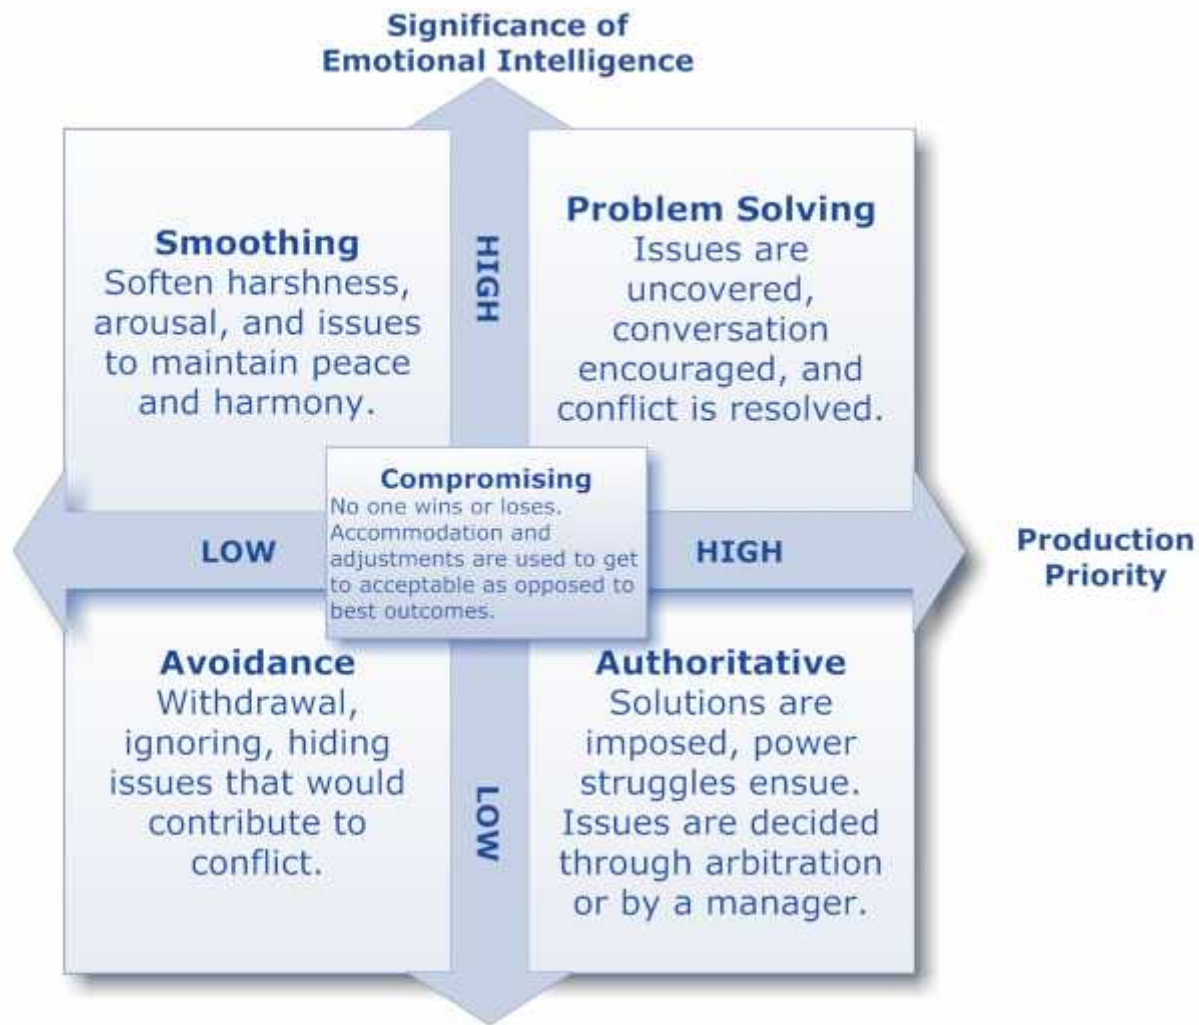 Significance of
Emotional Intelligence
Smoothing
Soften harshness,
arousal, and issues
to maintain peace
and harmony.
HIGH
Problem Solving
Issues are
uncovered,
conversation
encouraged, and
conflict is resolved.
LOW
Compromising
No one wins or loses.
Accommodation and
adjustments are used to get
to acceptable as opposed to
best outcomes.
HIGH
Production
Priority
Avoidance
Withdrawal,
ignoring, hiding
issues that would
contribute to
conflict.
LOW
Authoritative
Solutions are
imposed, power
struggles ensue.
Issues are decided
through arbitration
or by a manager.